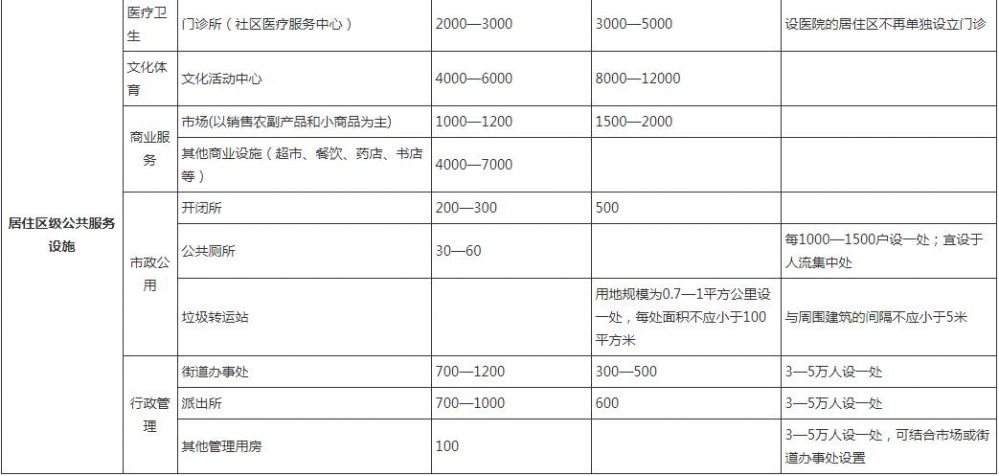 医疗卫生
门诊所（社区医疗服务中心）
2000—3000
3000—5000
设医院的居住区不再单独设立门诊
文化体育
文化活动中心
4000—6000
8000—12000
商业服务
市场(以销售农副产品和小商品为主)
1000—1200
1500—2000
其他商业设施（超市、餐饮、药店、书店
等）
4000—7000
居住区级公共服务
设施
市政公用
开闭所
200—300
500
公共厕所
30—60
每1000—1500户设一处；宜设于
人流集中处
垃圾转运站
用地规模为0.7—1平方公里设
一处，每处面积不应小于100
平方米
与周围建筑的间隔不应小于5米
行政管理
街道办事处
700—1200
300—500
3—5万人设一处
派出所
700—1000
600
3—5万人设一处
其他管理用房
100
3—5万人设一处，可结合市场或街
道办事处设置